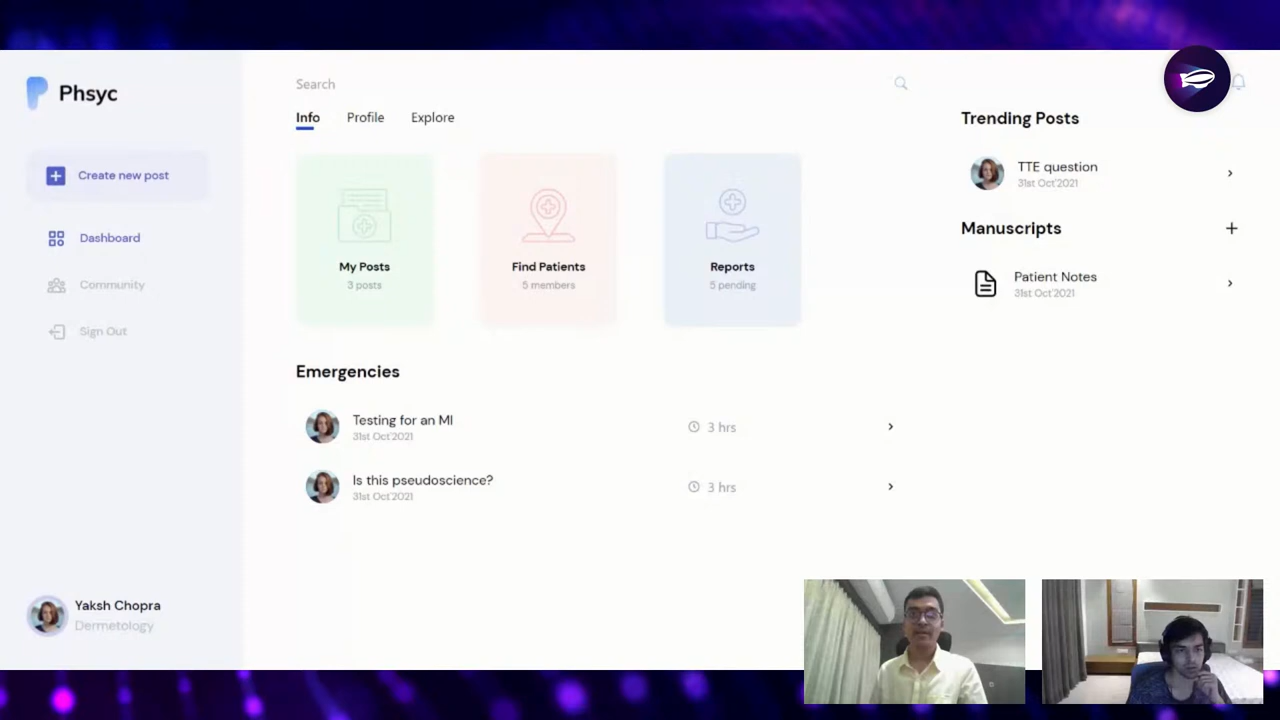 Phsyc
Create new post
Dashboard
Community
Sign Out
Yaksh Chopra
Dermetology
Search
Info Profile Explore
My Posts
3 posts
Find Patients
5 members
Reports
5 pending
Emergencies
Testing for an MI
31st Oct'2021
3 hrs
Is this pseudoscience?
31st Oct'2021
3 hrs
Trending Posts
TTE question
31st Oct'2021
Manuscripts
Patient Notes
31st Oct'2021